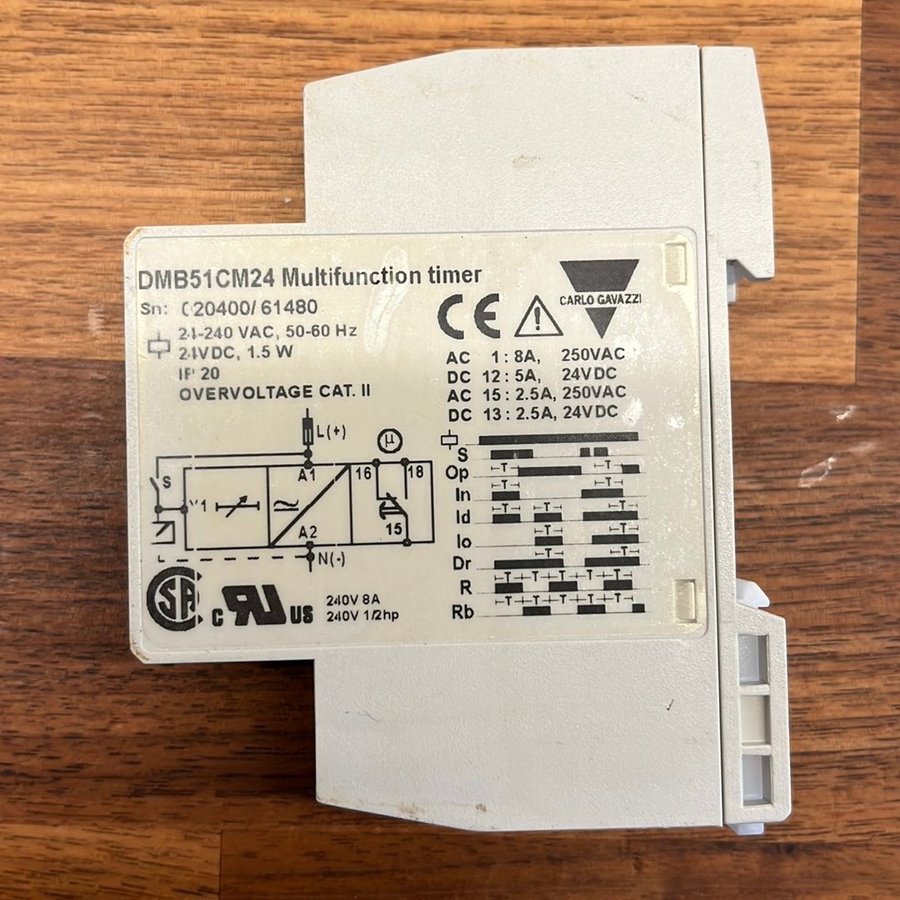 DMB51CM24 Multifunction timer
Sn: 020400/61480
24-240 VAC, 50-60 Hz
24VDC, 1.5 W
IP 20
OVERVOLTAGE CAT. II
CE
CARLO GAVAZZI
AC 1 : 8A, 250VAC
DC 12 : 5A, 24VDC
AC 15 : 2.5A, 250VAC
DC 13 : 2.5A, 24VDC
L(+)
µ
S
A1
16
18
Y1
15
A2
N(-)
S
Op
T T
In
T T
Id
T T T
Io
T T
Dr
T T
R
T T T T T
Rb
T T T T
SA
c RU US
240V 8A
240V 1/2hp